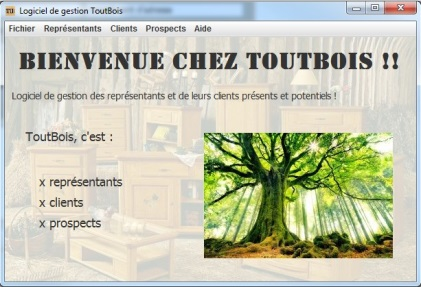 Logiciel de gestion ToutBois
Fichier Représentants Clients Prospects Aide
BIENVENUE CHEZ TOUTBOIS !!
Logiciel de gestion des représentants et de leurs clients présents et potentiels !
ToutBois, c'est :
x représentants
x clients
x prospects